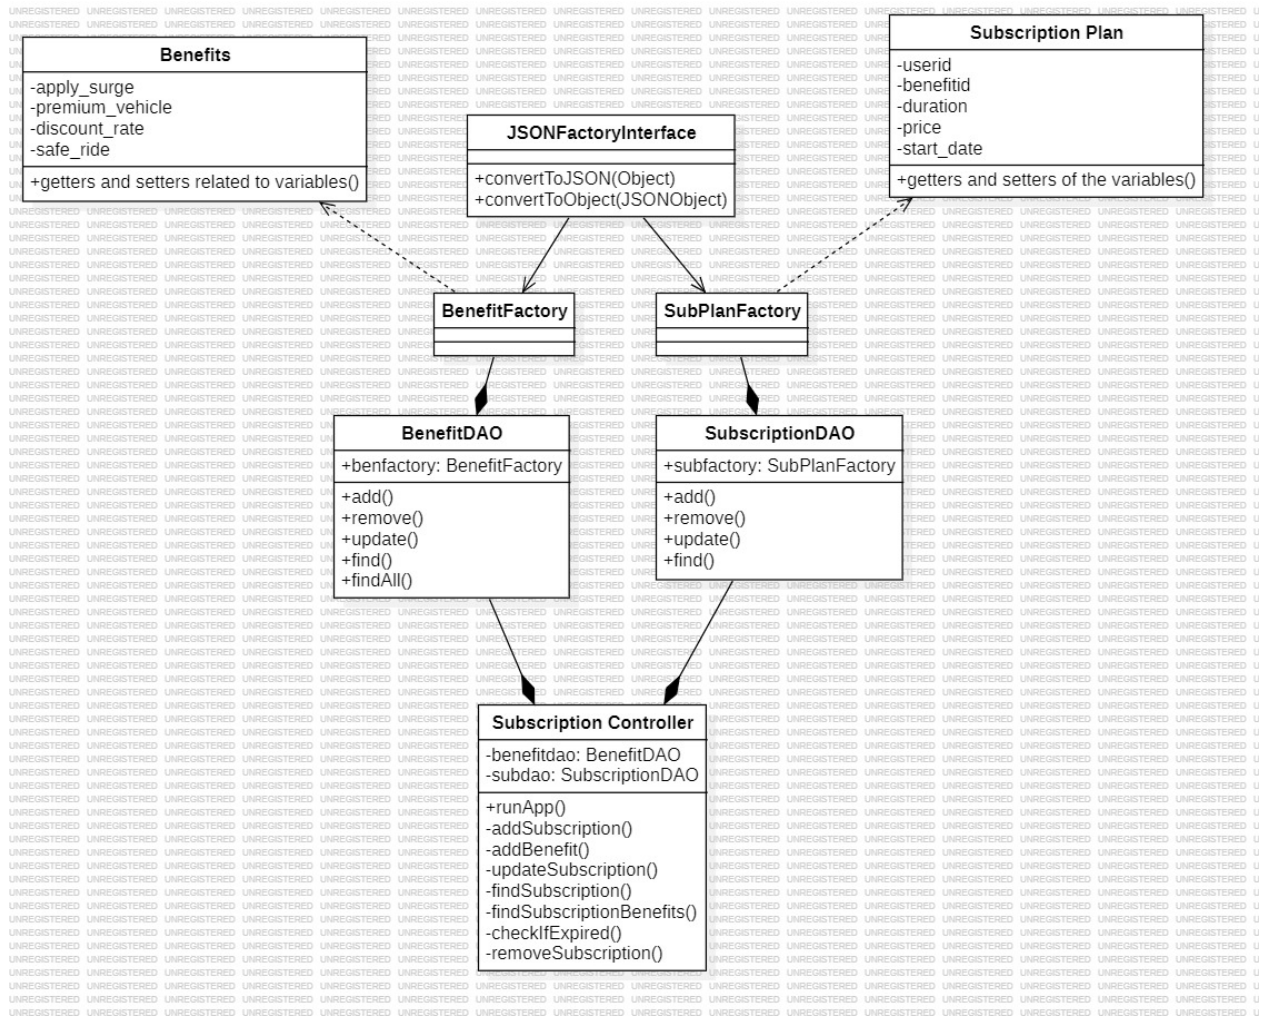 Benefits
-apply_surge
-premium_vehicle
-discount_rate
-safe_ride
+getters and setters related to variables()
JSONFactoryInterface
+convertToJSON(Object)
+convertToObject(JSONObject)
Subscription Plan
-userid
-benefitid
-duration
-price
-start_date
+getters and setters of the variables()
BenefitFactory
SubPlanFactory
BenefitDAO
+benfactory: BenefitFactory
+add()
+remove()
+update()
+find()
+findAll()
SubscriptionDAO
+subfactory: SubPlanFactory
+add()
+remove()
+update()
+find()
Subscription Controller
-benefitdao: BenefitDAO
-subdao: SubscriptionDAO
+runApp()
-addSubscription()
-addBenefit()
-updateSubscription()
-findSubscription()
-findSubscriptionBenefits()
-checkIfExpired()
-removeSubscription()
UNREGISTERED